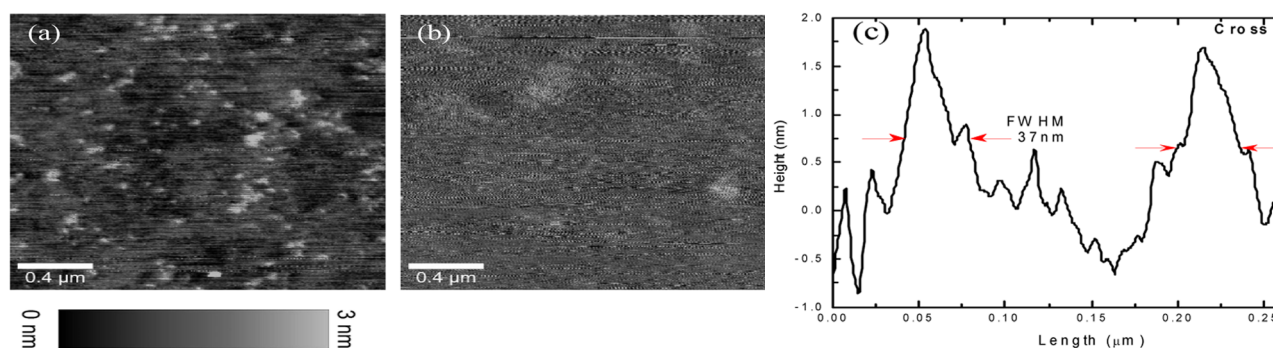 (a)
0.4 µm
0 nm
3 nm
(b)
0.4 µm
(c)
Cross
FWHM
37nm
Height (nm)
2.0
1.5
1.0
0.5
0.0
-0.5
-1.0
0.00 0.05 0.10 0.15 0.20 0.25
Length (µm)